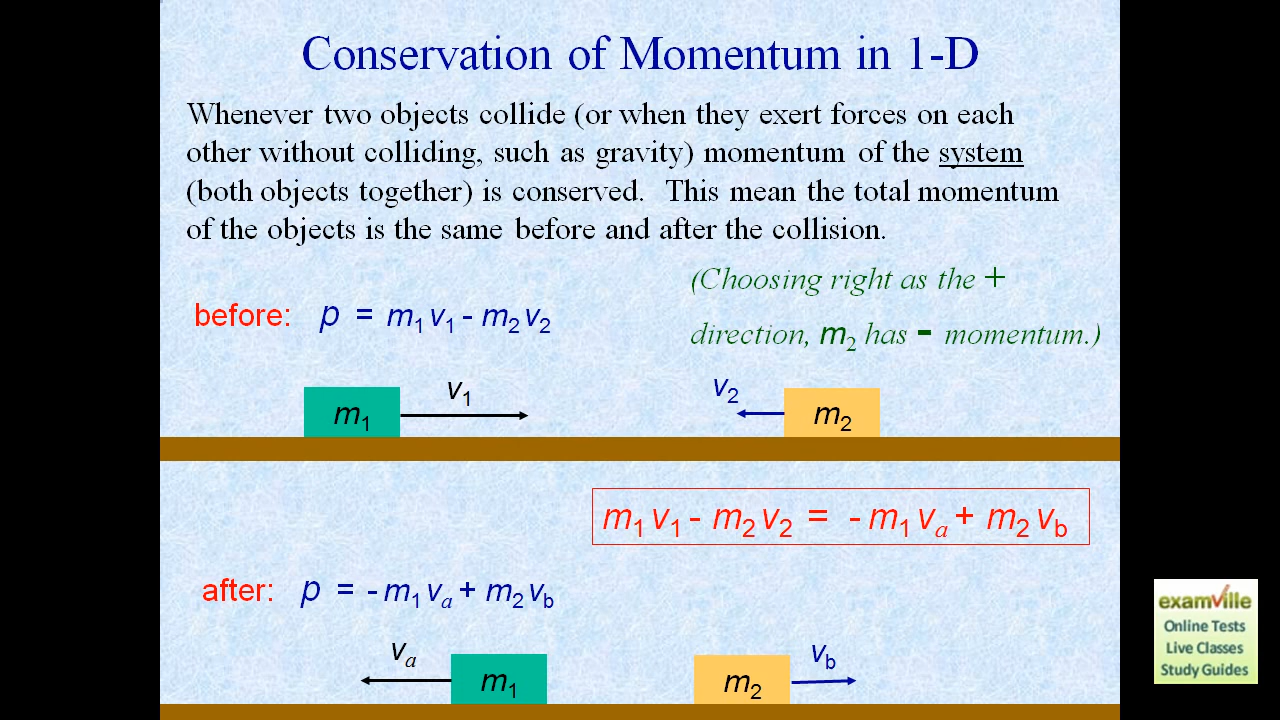 Conservation of Momentum in 1-D
Whenever two objects collide (or when they exert forces on each
other without colliding, such as gravity) momentum of the system
(both objects together) is conserved. This mean the total momentum
of the objects is the same before and after the collision.
(Choosing right as the +
direction, m₂ has - momentum.)
before: p = m₁ v₁ - m₂ v₂
v₁
v₂
m₁
m₂
m₁ v₁ - m₂ v₂ = - m₁ vₐ + m₂ v_b
after: p = - m₁ vₐ + m₂ v_b
vₐ
v_b
m₁
m₂
examville
Online Tests
Live Classes
Study Guides